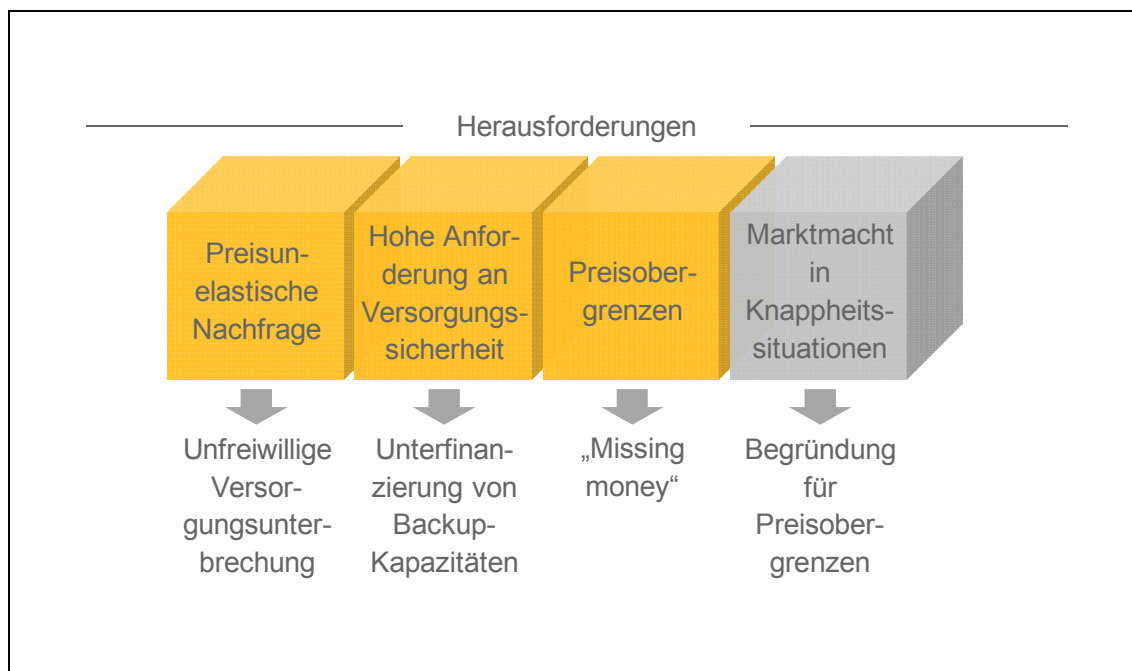 Herausforderungen
Preisun-
elastische
Nachfrage
Hohe Anfor-
derung an
Versorgungs-
sicherheit
Preisober-
grenzen
Marktmacht
in
Knappheits-
situationen
Unfreiwillige
Versor-
gungsunter-
brechung
Unterfinan-
zierung von
Backup-
Kapazitäten
„Missing
money“
Begründung
für
Preisober-
grenzen